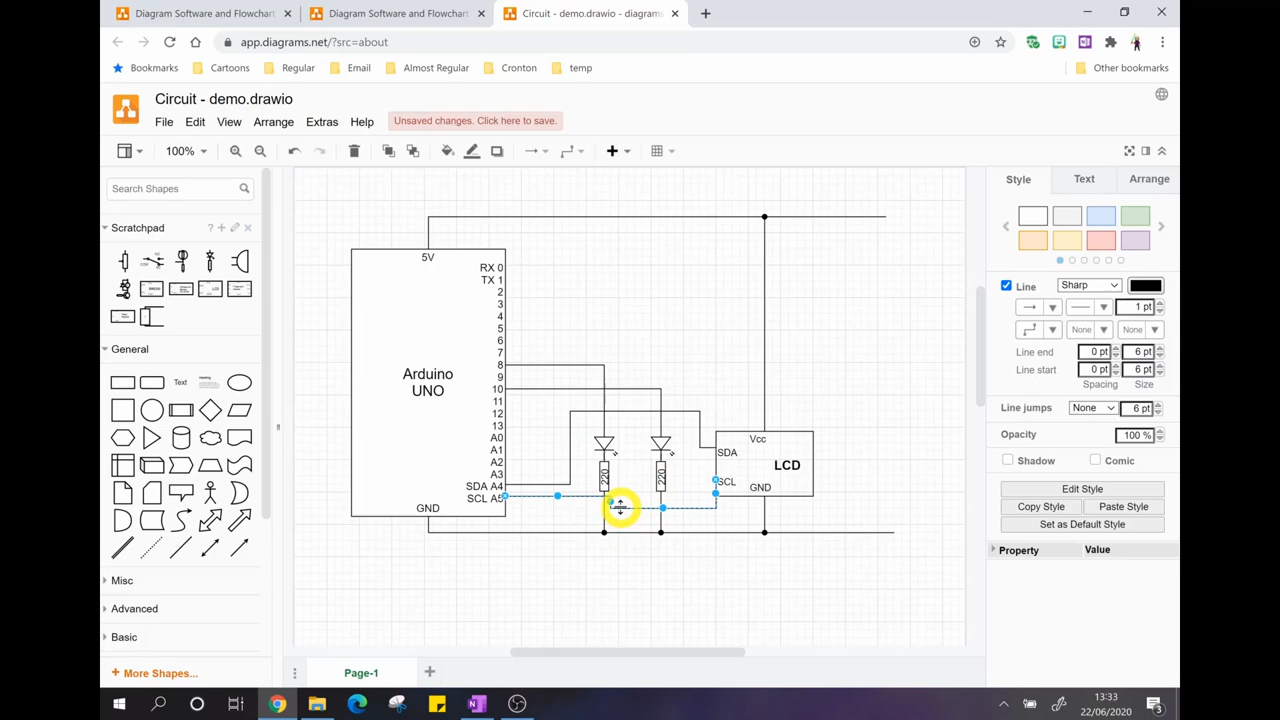 Diagram Software and Flowchart
Diagram Software and Flowchart
Circuit - demo.drawio - diagrams
app.diagrams.net/?src=about
Bookmarks
Cartoons
Regular
Email
Almost Regular
Cronton
temp
Other bookmarks
Circuit - demo.drawio
File
Edit
View
Arrange
Extras
Help
Unsaved changes. Click here to save.
100%
Search Shapes
Scratchpad
General
Text
Misc
Advanced
Basic
More Shapes...
5V
RX 0
TX 1
2
3
4
5
6
7
8
9
10
11
12
13
A0
A1
A2
A3
SDA A4
SCL A5
Arduino
UNO
GND
220
220
Vcc
SDA
LCD
SCL
GND
Style
Text
Arrange
Line
Sharp
1 pt
None
None
Line end
0 pt
6 pt
Line start
0 pt
6 pt
Spacing
Size
Line jumps
None
6 pt
Opacity
100 %
Shadow
Comic
Edit Style
Copy Style
Paste Style
Set as Default Style
Property
Value
Page-1
13:33
22/06/2020
3